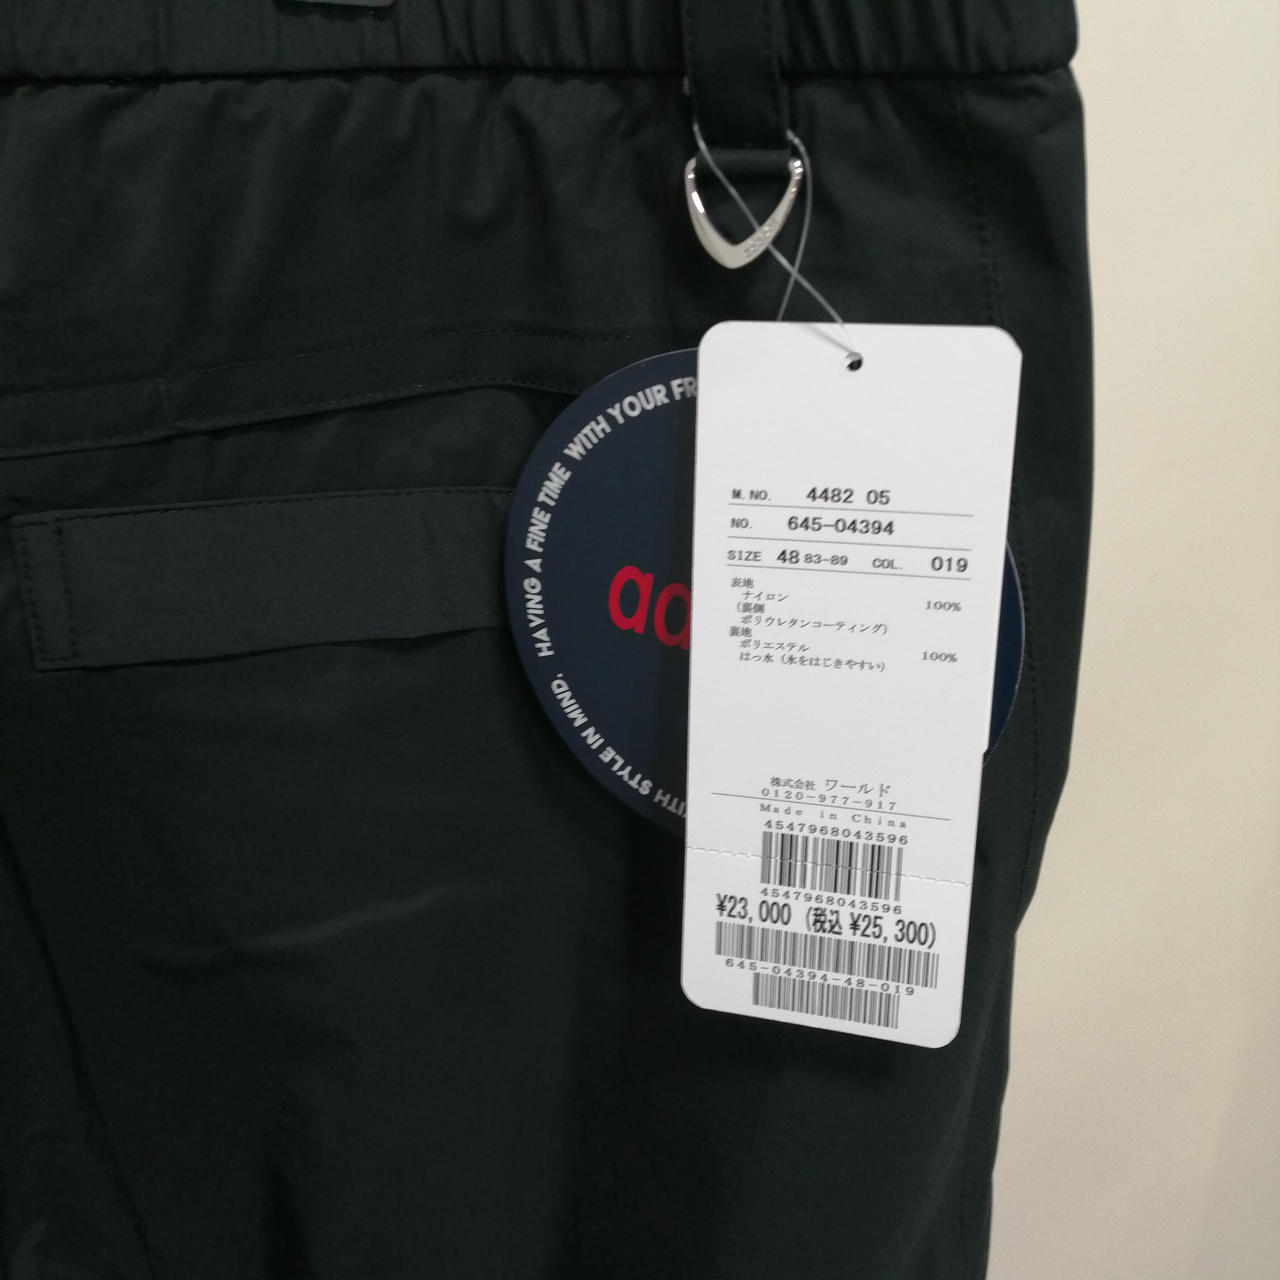 HAVING A FINE TIME WITH YOUR FR
ITH STYLE IN MIND.
M. NO. 4482 05
NO. 645-04394
SIZE 48 83-89 COL. 019
表地
ナイロン 100%
(裏側
ポリウレタンコーティング)
裏地
ポリエステル 100%
はっ水 (水をはじきやすい)
株式会社 ワールド
0120-977-917
Made in China
4547968043596
4547968043596
¥23,000 (税込 ¥25,300)
645-04394-48-019